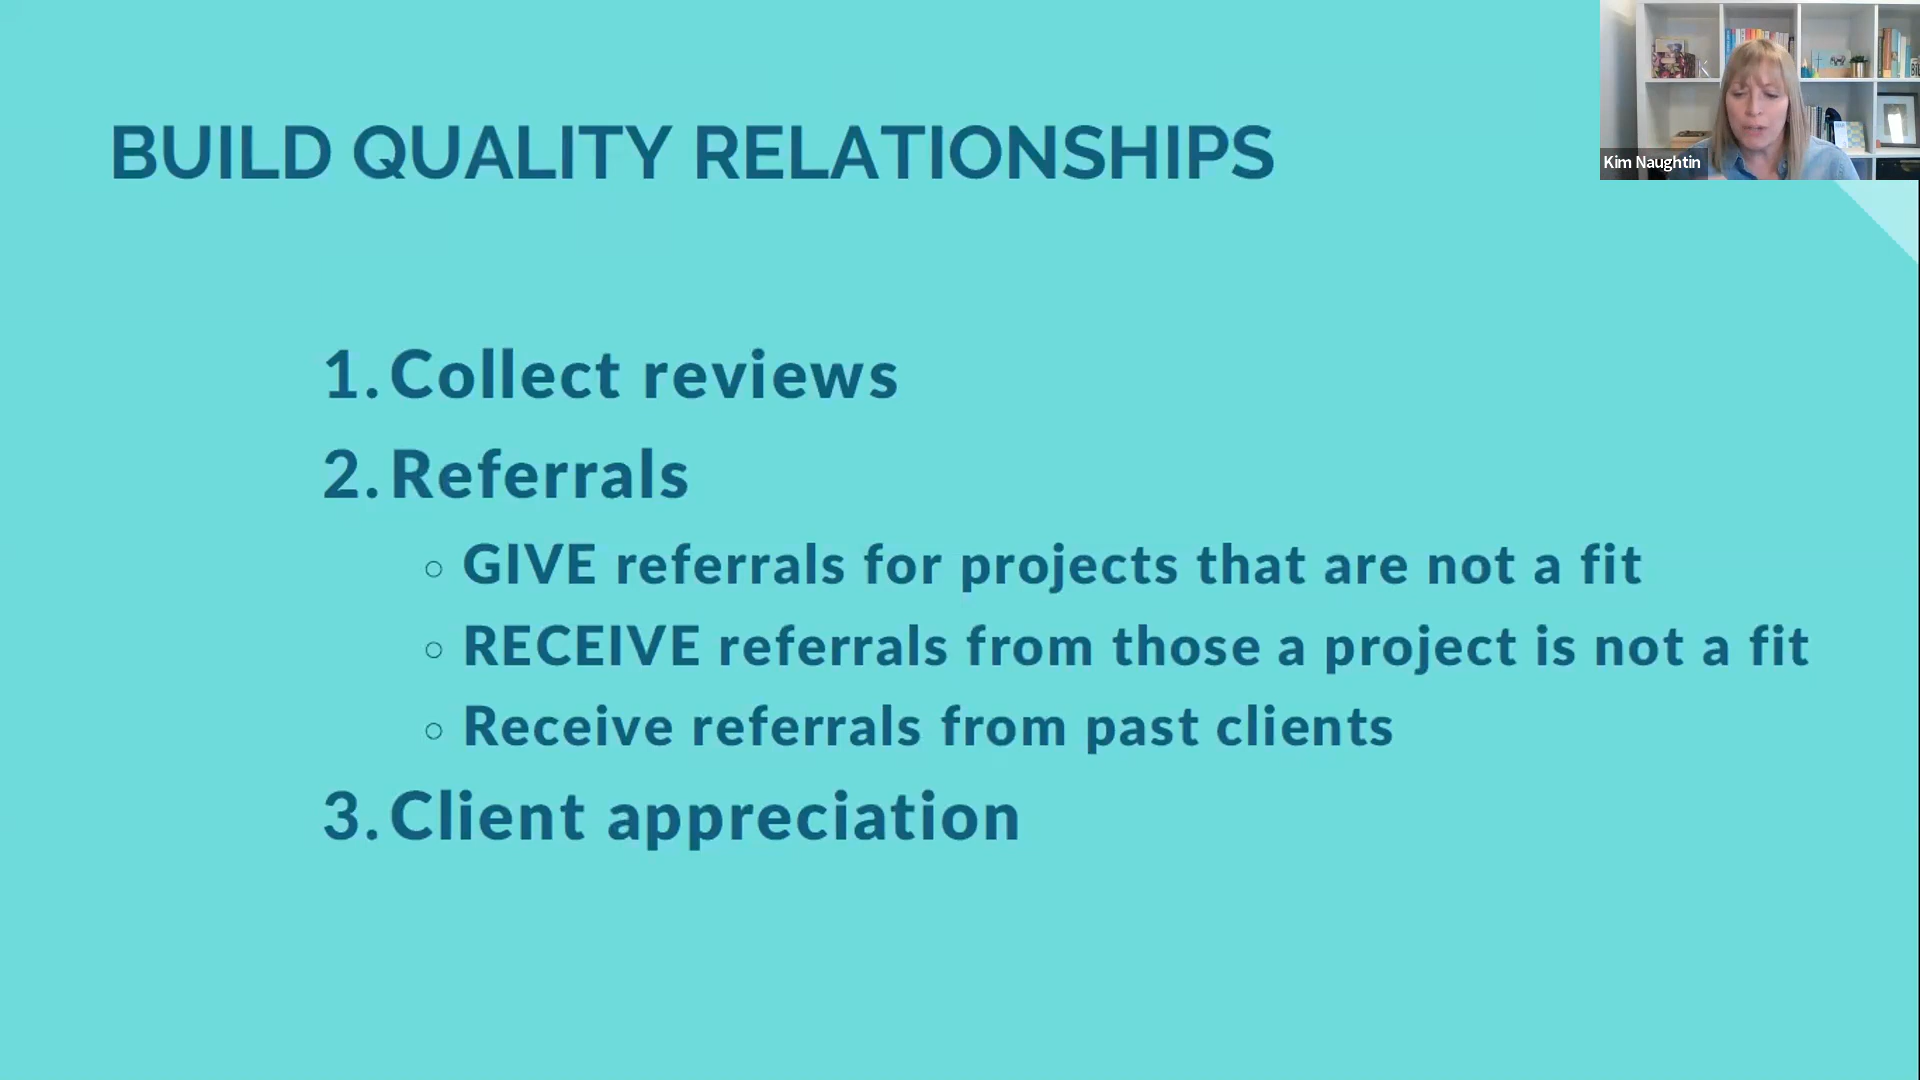 BUILD QUALITY RELATIONSHIPS
Kim Naughtin
1. Collect reviews
2. Referrals
GIVE referrals for projects that are not a fit
RECEIVE referrals from those a project is not a fit
Receive referrals from past clients
3. Client appreciation